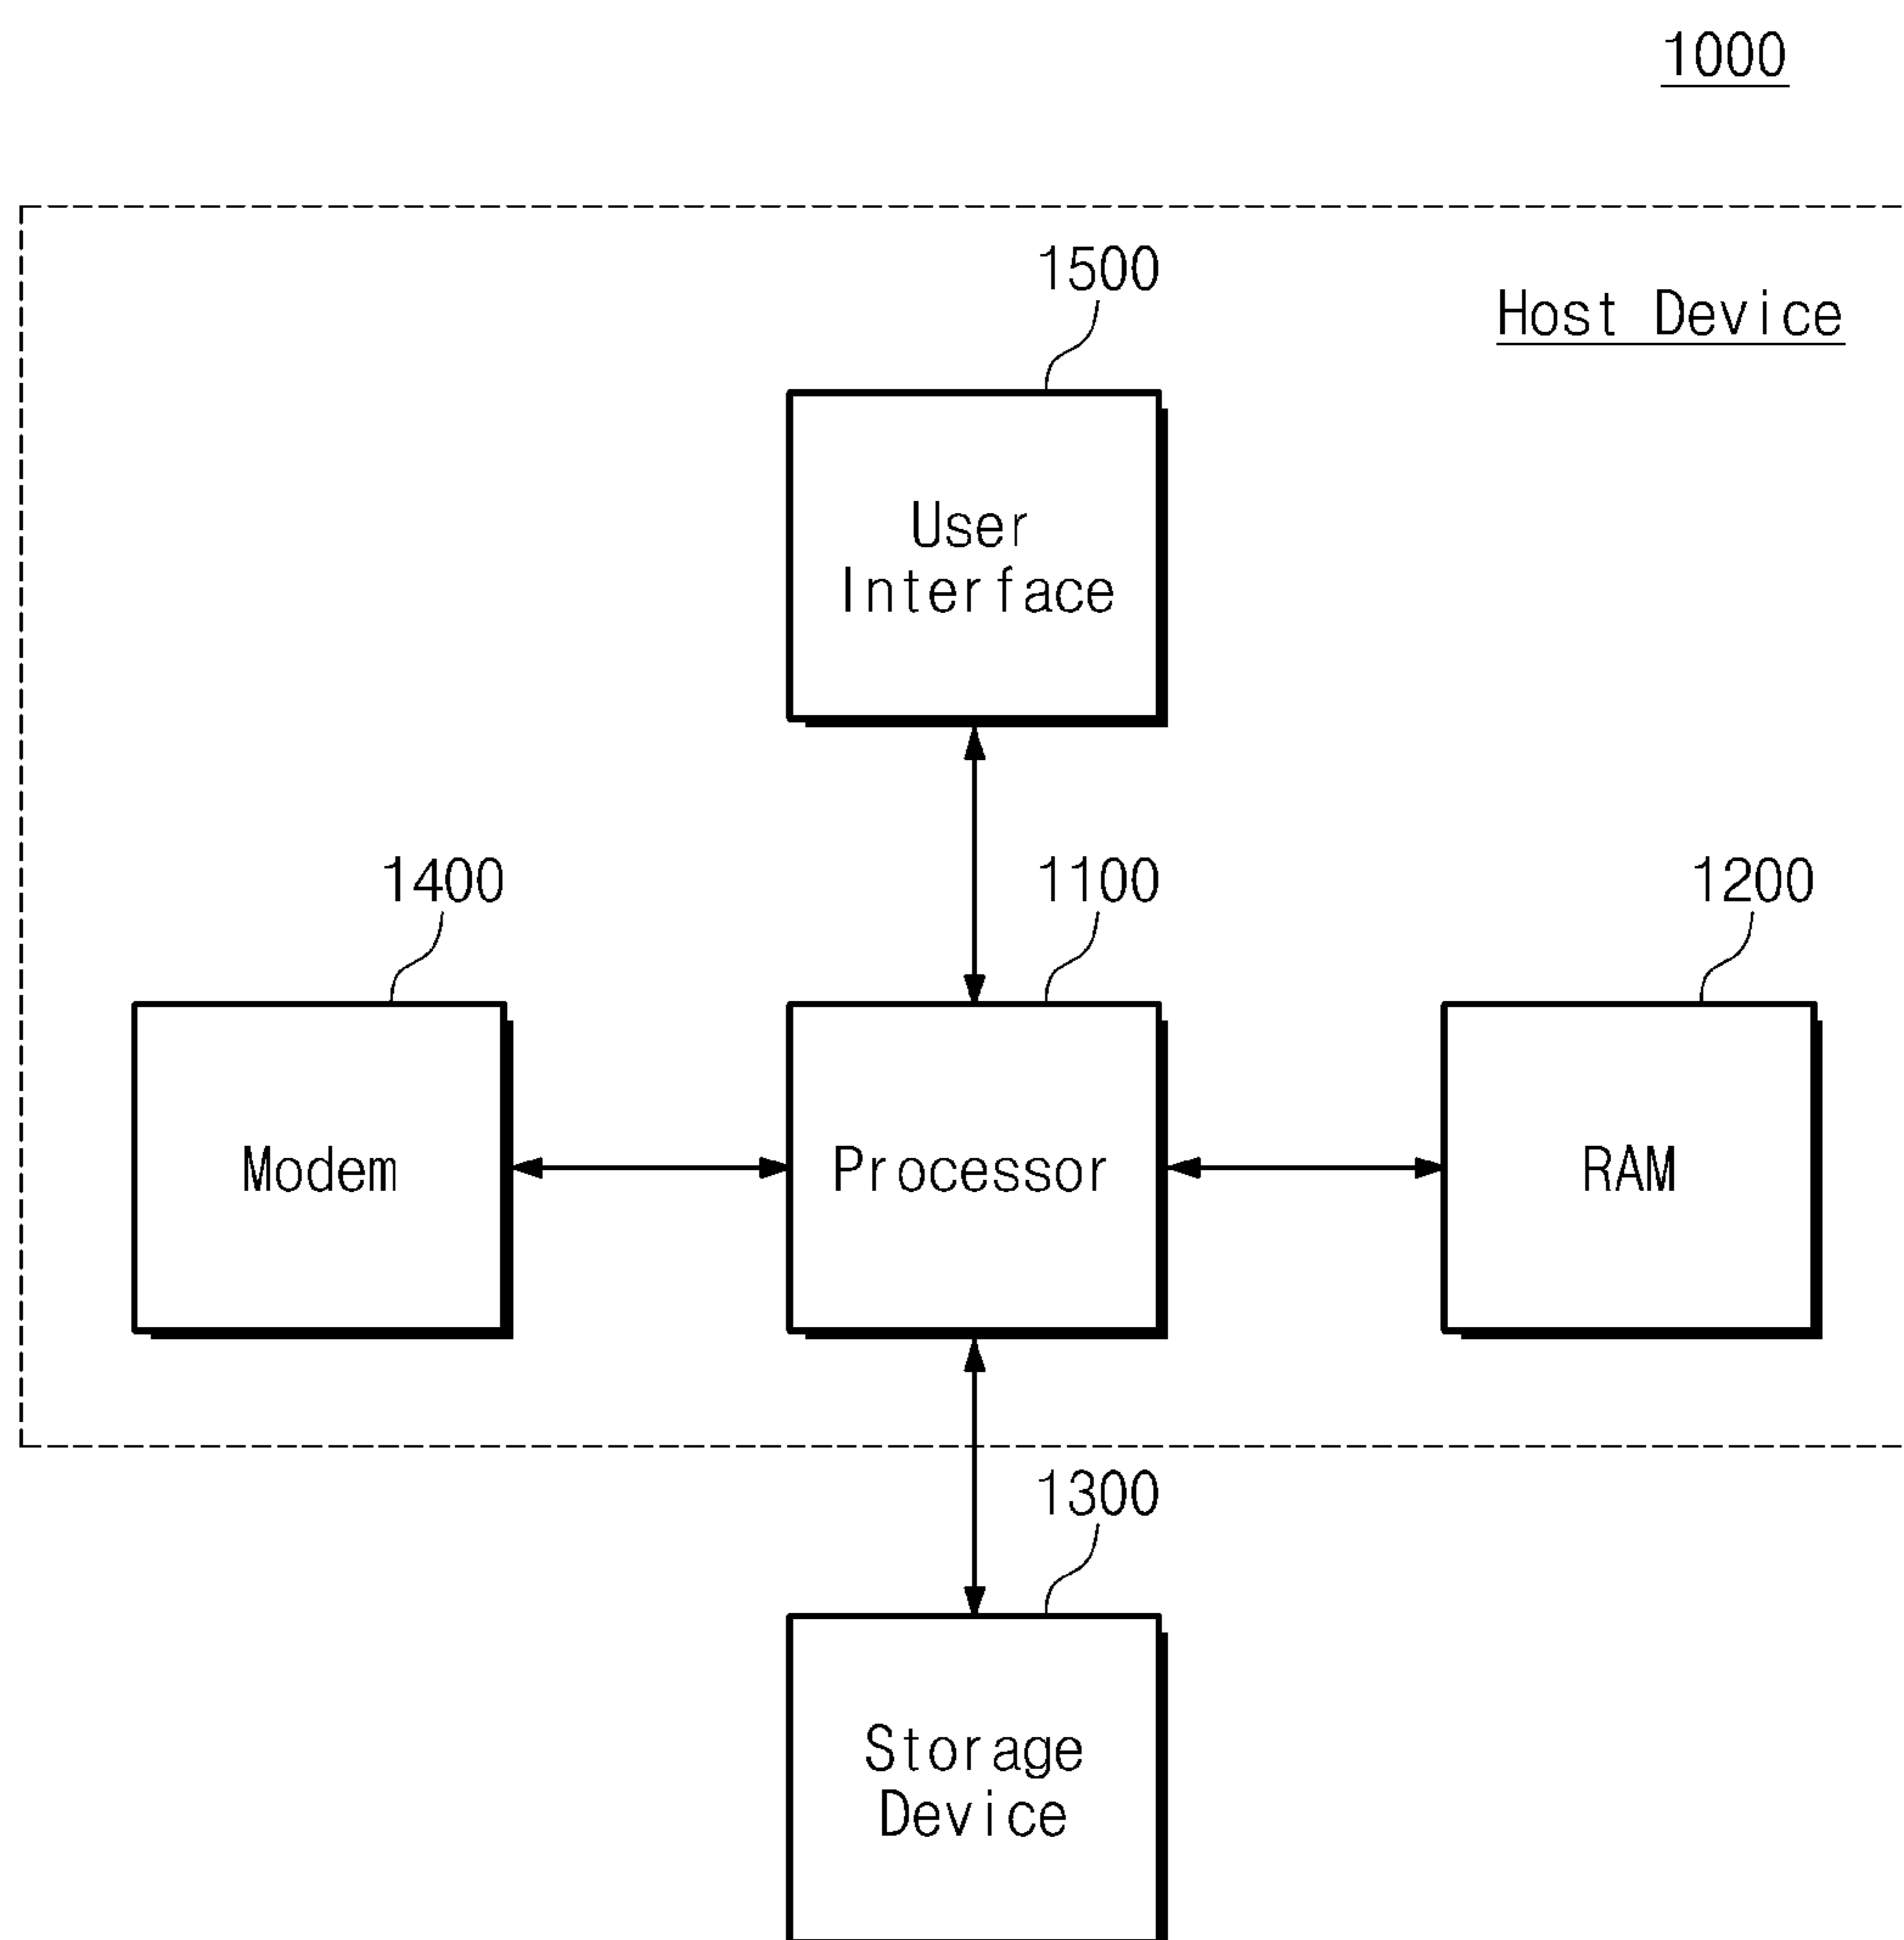 1000
1500
Host Device
User
Interface
1400
1100
1200
Modem
Processor
RAM
1300
Storage
Device